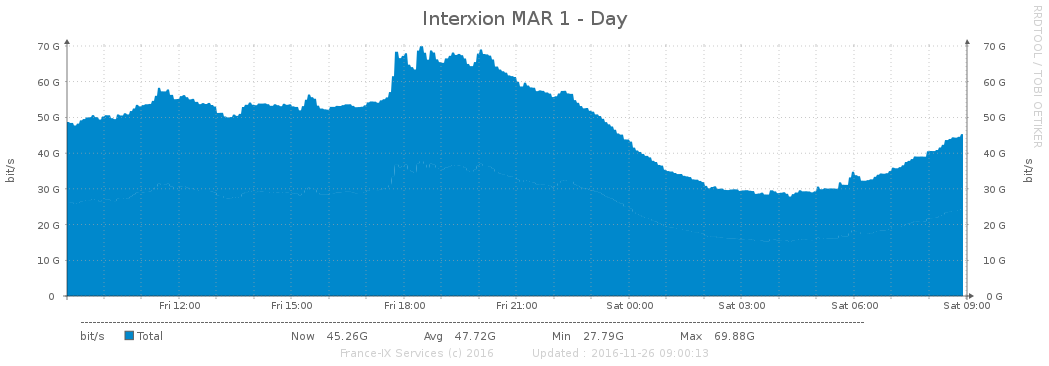 Interxion MAR 1 - Day
RRDTOOL / TOBI OETIKER
bit/s
bit/s
70 G 70 G
60 G 60 G
50 G 50 G
40 G 40 G
30 G 30 G
20 G 20 G
10 G 10 G
0 0 G
Fri 12:00 Fri 15:00 Fri 18:00 Fri 21:00 Sat 00:00 Sat 03:00 Sat 06:00 Sat 09:00
bit/s Total Now 45.26G Avg 47.72G Min 27.79G Max 69.88G
France-IX Services (c) 2016 Updated : 2016-11-26 09:00:13